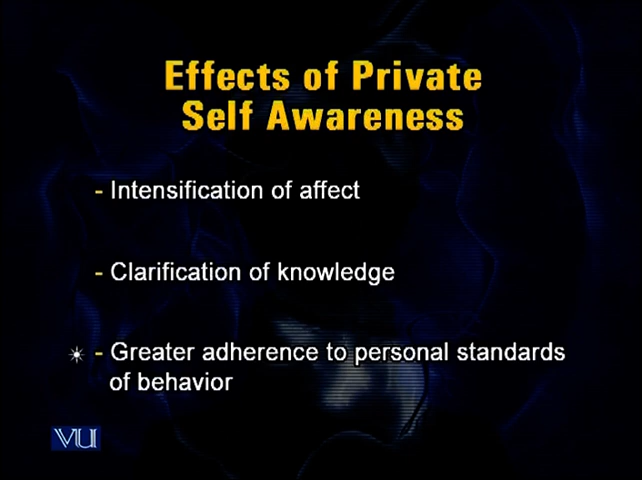 Effects of Private
Self Awareness
- Intensification of affect
- Clarification of knowledge
- Greater adherence to personal standards
of behavior
VU